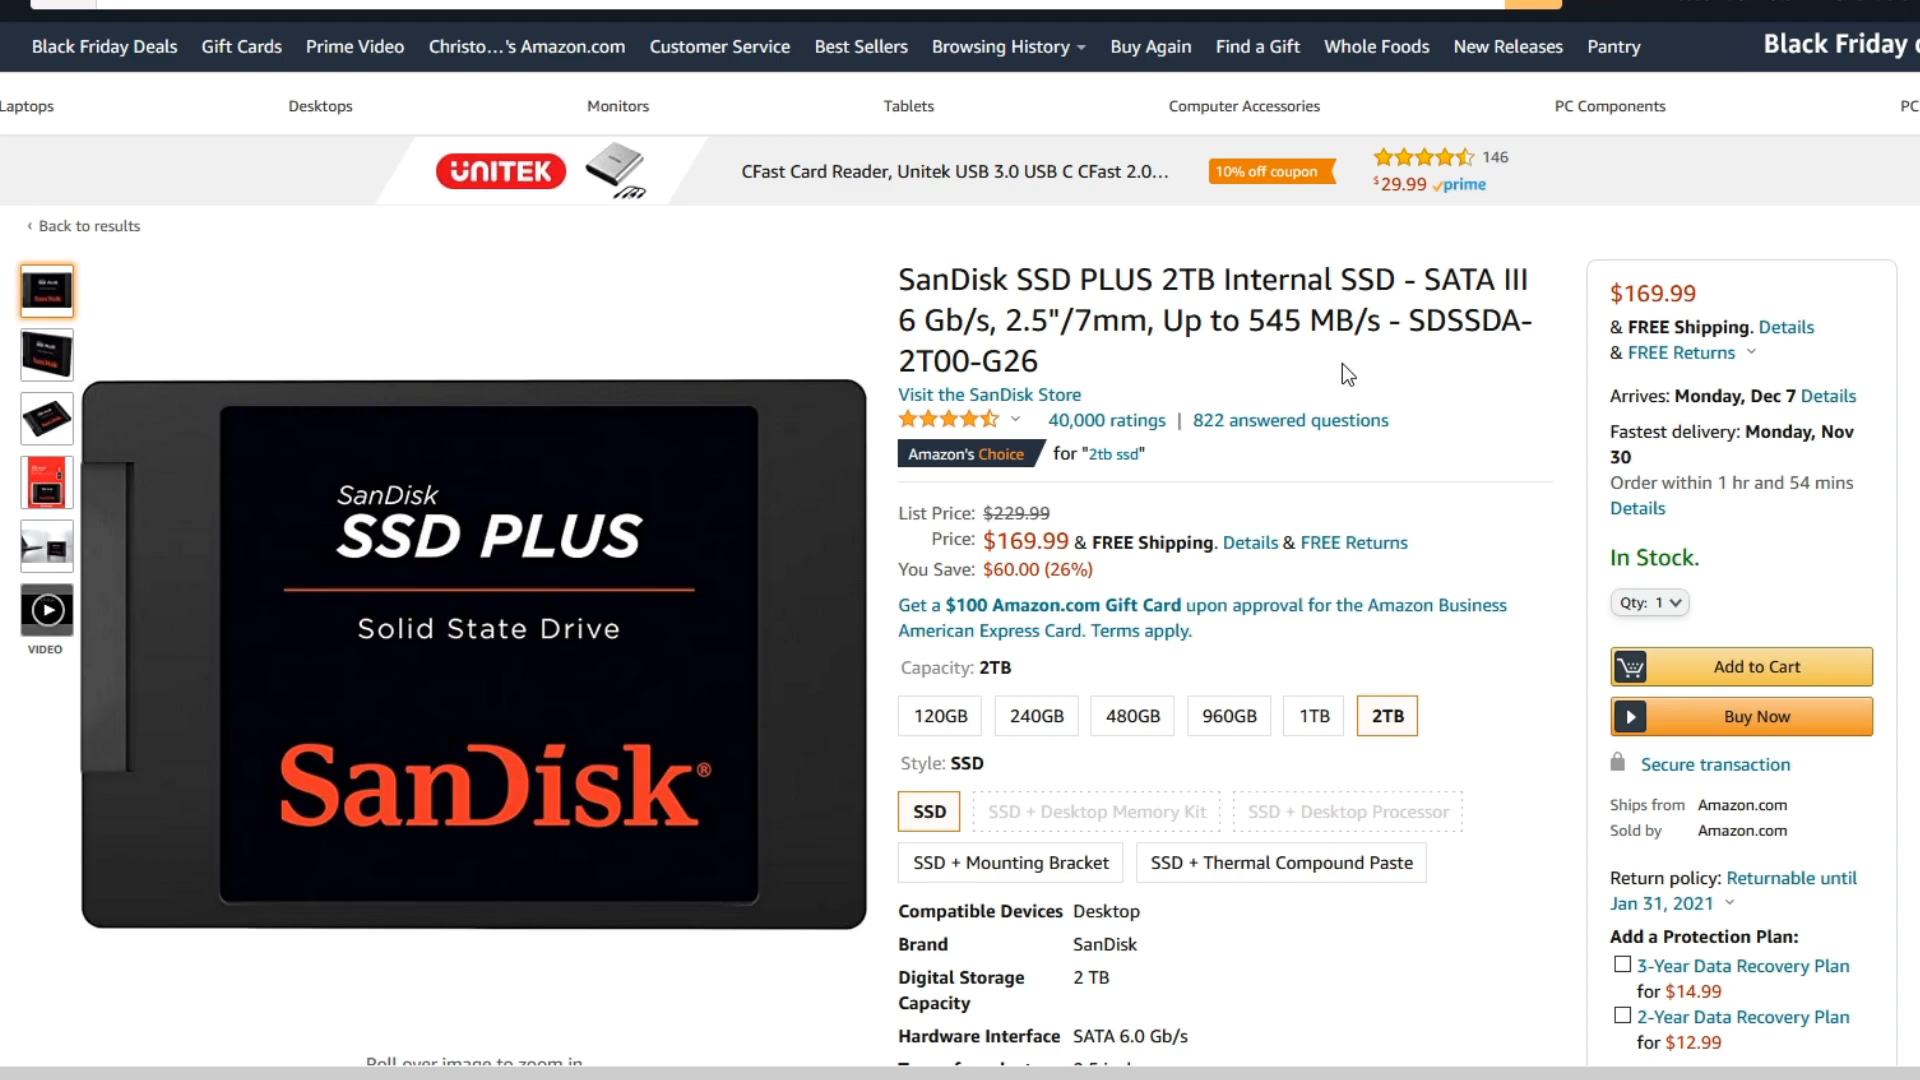 Black Friday Deals Gift Cards Prime Video Christo...'s Amazon.com Customer Service Best Sellers Browsing History Buy Again Find a Gift Whole Foods New Releases Pantry Black Friday
Laptops Desktops Monitors Tablets Computer Accessories PC Components PC
UNITEK CFast Card Reader, Unitek USB 3.0 USB C CFast 2.0... 10% off coupon 146
$29.99 prime
‹ Back to results
SanDisk SSD PLUS 2TB Internal SSD - SATA III
6 Gb/s, 2.5"/7mm, Up to 545 MB/s - SDSSDA-
2T00-G26
Visit the SanDisk Store
40,000 ratings | 822 answered questions
Amazon's Choice for "2tb ssd"
List Price: $229.99
Price: $169.99 & FREE Shipping. Details & FREE Returns
You Save: $60.00 (26%)
Get a $100 Amazon.com Gift Card upon approval for the Amazon Business
American Express Card. Terms apply.
Capacity: 2TB
120GB 240GB 480GB 960GB 1TB 2TB
Style: SSD
SSD SSD + Desktop Memory Kit SSD + Desktop Processor
SSD + Mounting Bracket SSD + Thermal Compound Paste
Compatible Devices Desktop
Brand SanDisk
Digital Storage 2 TB
Capacity
Hardware Interface SATA 6.0 Gb/s
VIDEO
SanDisk
SSD PLUS
Solid State Drive
SanDisk®
Roll over image to zoom in
$169.99
& FREE Shipping. Details
& FREE Returns
Arrives: Monday, Dec 7 Details
Fastest delivery: Monday, Nov
30
Order within 1 hr and 54 mins
Details
In Stock.
Qty: 1
Add to Cart
Buy Now
Secure transaction
Ships from Amazon.com
Sold by Amazon.com
Return policy: Returnable until
Jan 31, 2021
Add a Protection Plan:
3-Year Data Recovery Plan
for $14.99
2-Year Data Recovery Plan
for $12.99